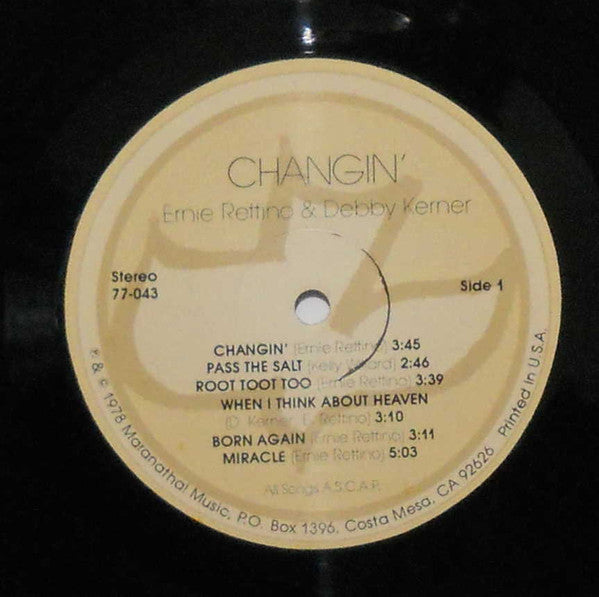 CHANGIN'
Ernie Rettino & Debby Kerner
Stereo
77-043
Side 1
CHANGIN' (Ernie Rettino) 3:45
PASS THE SALT (Kelly Willard) 2:46
ROOT TOOT TOO (Ernie Rettino) 3:39
WHEN I THINK ABOUT HEAVEN
(D. Kerner, E. Rettino) 3:10
BORN AGAIN (Ernie Rettino) 3:11
MIRACLE (Ernie Rettino) 5:03
All Songs A.S.C.A.P.
℗ & © 1978 Maranatha! Music, P.O. Box 1396, Costa Mesa, CA 92626 Printed in U.S.A.